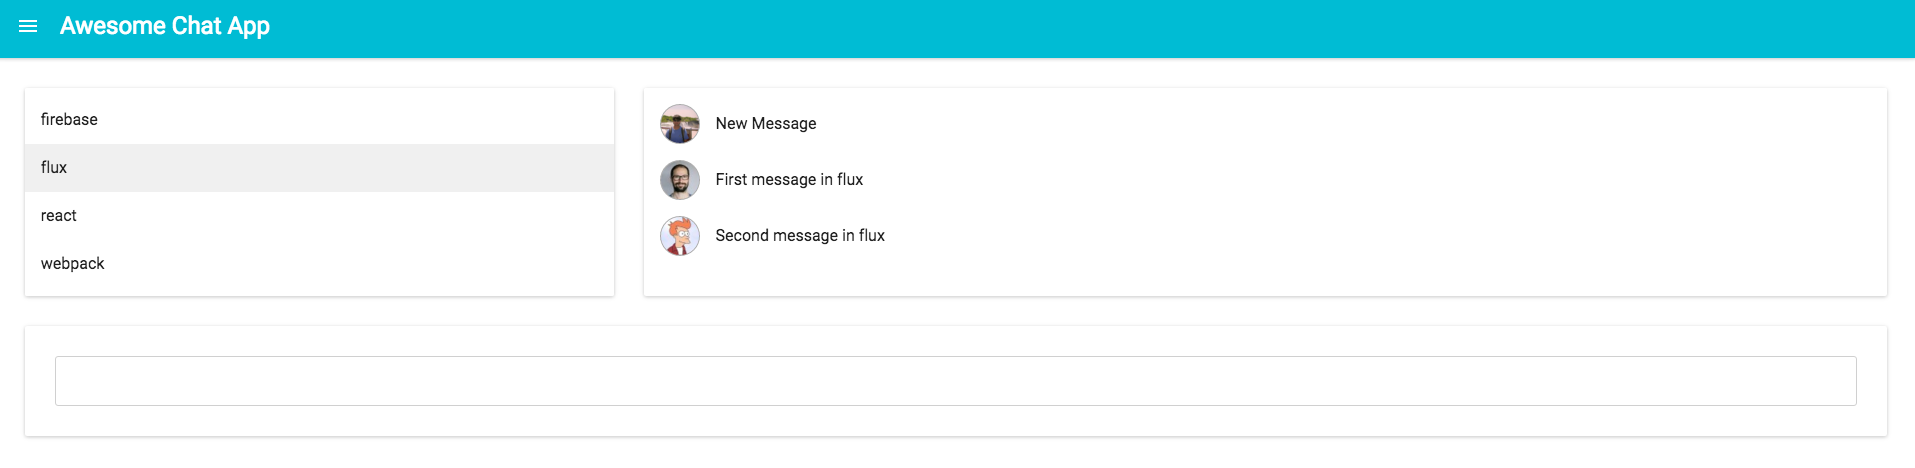 Awesome Chat App
firebase
flux
react
webpack
New Message
First message in flux
Second message in flux